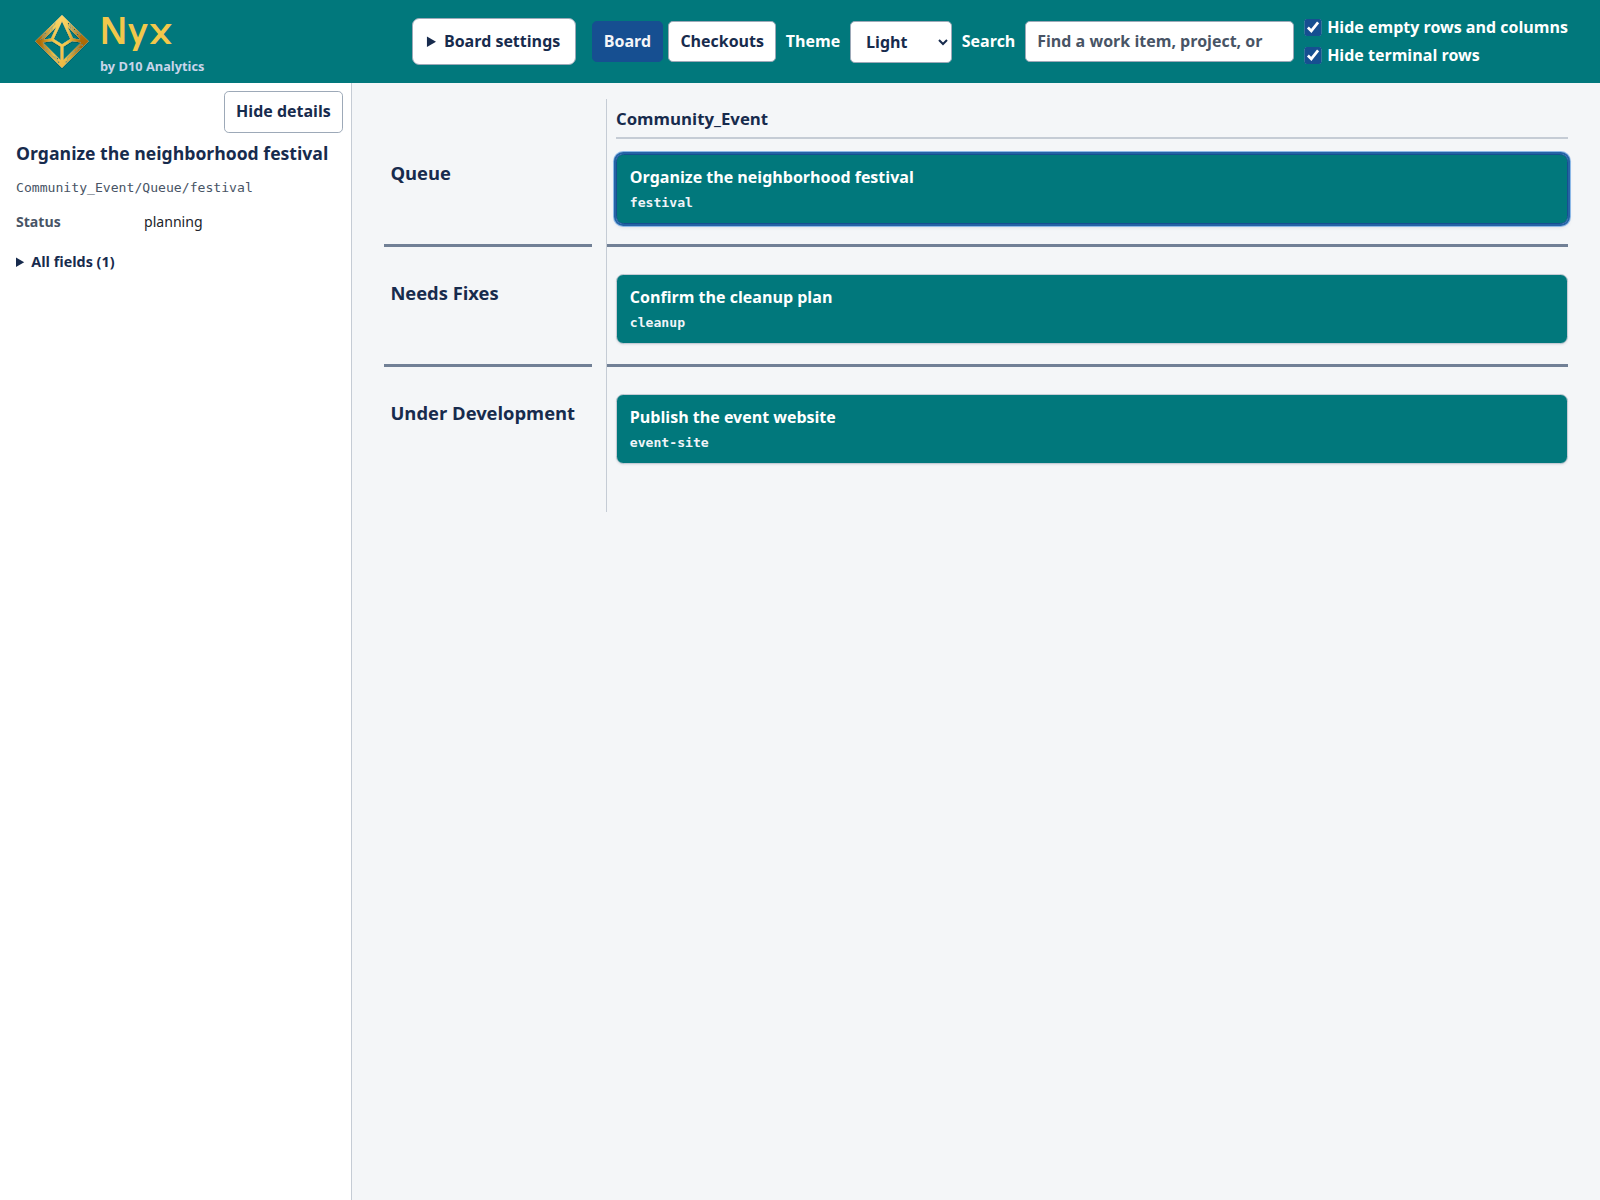 Nyx
by D10 Analytics
Board settings
Board
Checkouts
Theme
Light
Search
Find a work item, project, or
Hide empty rows and columns
Hide terminal rows
Hide details
Organize the neighborhood festival
Community_Event/Queue/festival
Status planning
All fields (1)
Community_Event
Queue
Organize the neighborhood festival
festival
Needs Fixes
Confirm the cleanup plan
cleanup
Under Development
Publish the event website
event-site